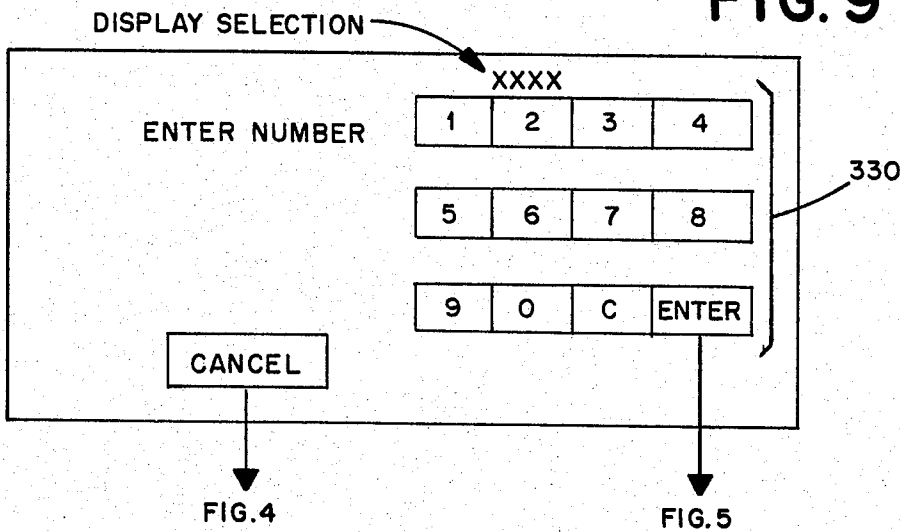 FIG. 9
DISPLAY SELECTION
XXXX
ENTER NUMBER
1 2 3 4
330
5 6 7 8
9 0 C ENTER
CANCEL
FIG.4
FIG.5